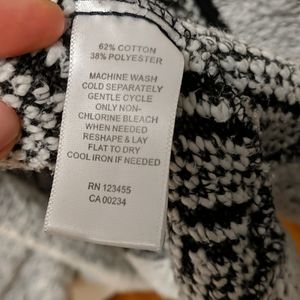 62% COTTON
38% POLYESTER
MACHINE WASH
COLD SEPARATELY
GENTLE CYCLE
ONLY NON-
CHLORINE BLEACH
WHEN NEEDED
RESHAPE & LAY
FLAT TO DRY
COOL IRON IF NEEDED
RN 123455
CA 00234